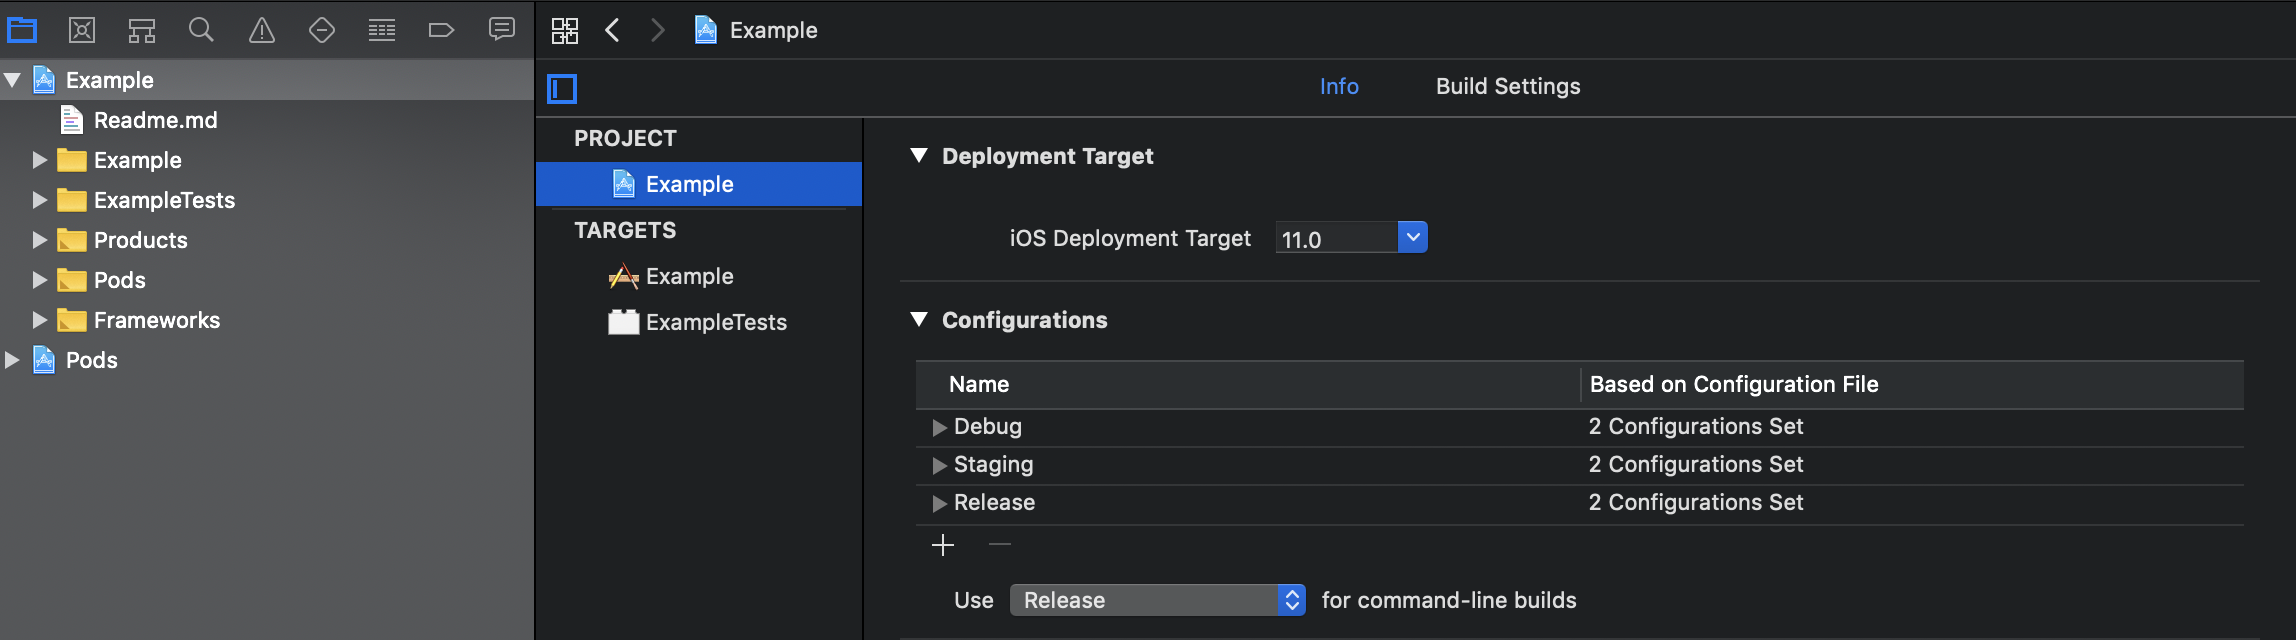 Example
Readme.md
Example
ExampleTests
Products
Pods
Frameworks
Pods
Example
Info Build Settings
PROJECT
Example
TARGETS
Example
ExampleTests
Deployment Target
iOS Deployment Target 11.0
Configurations
Name Based on Configuration File
Debug 2 Configurations Set
Staging 2 Configurations Set
Release 2 Configurations Set
Use Release for command-line builds